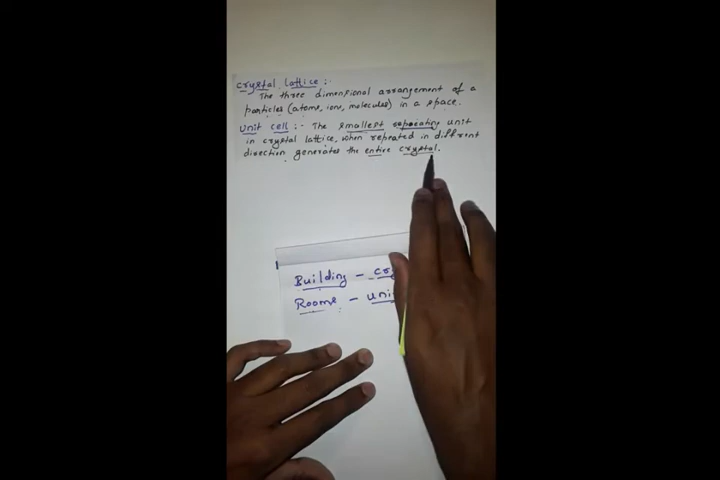 Crystal Lattice :-
The three dimensional arrangement of a
particles (atoms, ions, molecules) in a space.
Unit cell :- The smallest repeating unit
in crystal lattice, when repeated in different
direction generates the entire crystal.
Building -
Rooms -